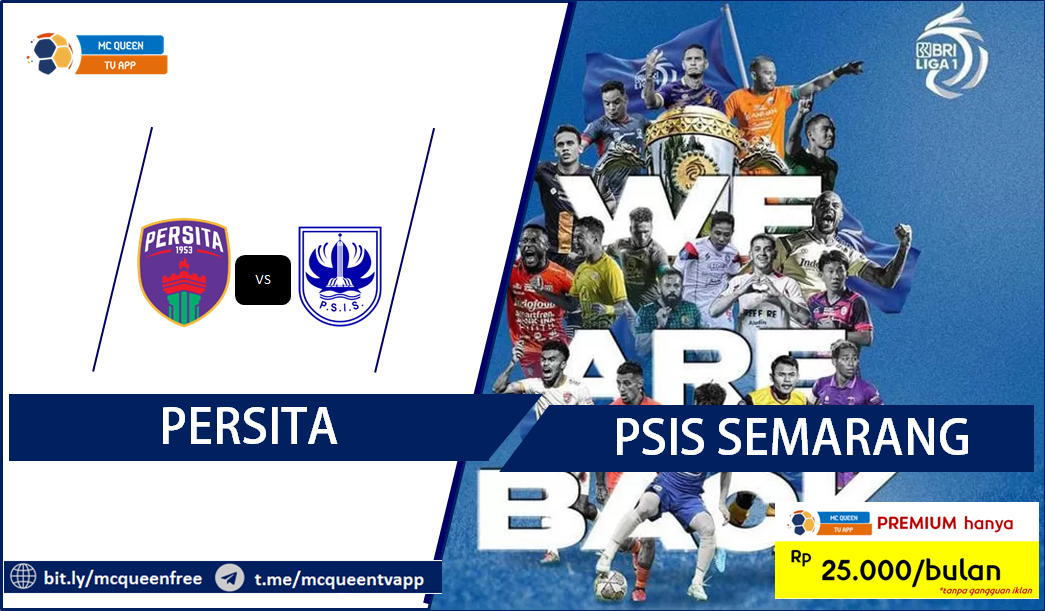 MC QUEEN
TV APP
BRI
LIGA 1
WE
ARE
BACK
PERSITA
1953
VS
P.S.I.S.
PERSITA
PSIS SEMARANG
MC QUEEN
TV APP
PREMIUM hanya
Rp 25.000/bulan
*tanpa gangguan iklan
bit.ly/mcqueenfree
t.me/mcqueentvapp